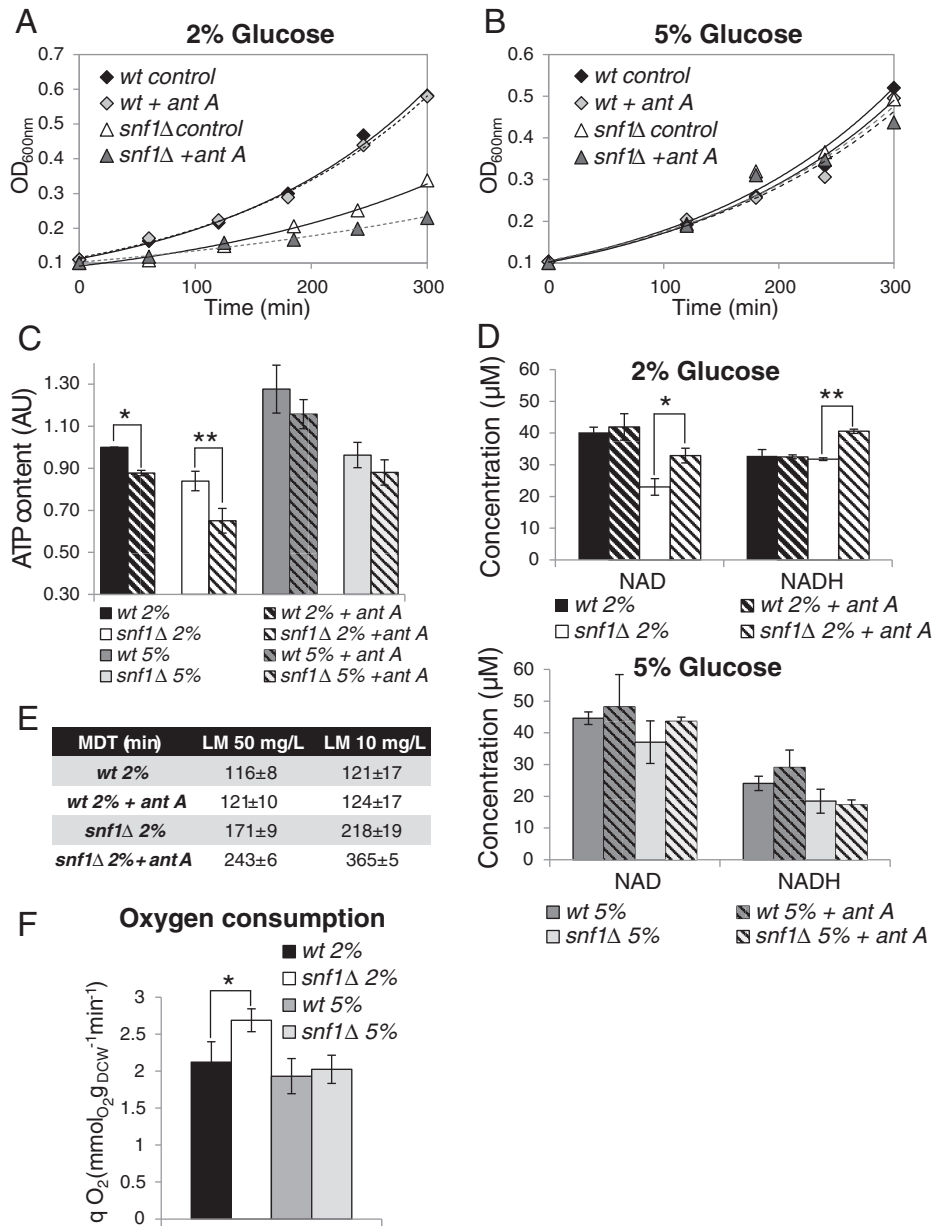 A
2% Glucose
0.7
0.6
0.5
0.4
0.3
0.2
0.1
OD600nm
wt control
wt + ant A
snf1Δ control
snf1Δ +ant A
0
100
200
300
Time (min)
B
5% Glucose
0.6
0.5
0.4
0.3
0.2
0.1
OD600nm
wt control
wt + ant A
snf1Δ control
snf1Δ +ant A
0
100
200
300
Time (min)
C
ATP content (AU)
1.30
1.10
0.90
0.70
0.50
0.30
*
**
wt 2%
wt 2% + ant A
snf1Δ 2%
snf1Δ 2% +ant A
wt 5%
wt 5% + ant A
snf1Δ 5%
snf1Δ 5% +ant A
D
2% Glucose
Concentration (µM)
60
50
40
30
20
10
0
*
**
NAD
NADH
wt 2%
wt 2% + ant A
snf1Δ 2%
snf1Δ 2% + ant A
5% Glucose
Concentration (µM)
60
50
40
30
20
10
0
NAD
NADH
wt 5%
wt 5% + ant A
snf1Δ 5%
snf1Δ 5% + ant A
E
MDT (min) LM 50 mg/L LM 10 mg/L
wt 2% 116±8 121±17
wt 2% + ant A 121±10 124±17
snf1Δ 2% 171±9 218±19
snf1Δ 2%+ ant A 243±6 365±5
F
Oxygen consumption
wt 2%
snf1Δ 2%
wt 5%
snf1Δ 5%
*
q O2 (mmolO2 gDCW-1min-1)
3
2.5
2
1.5
1
0.5
0